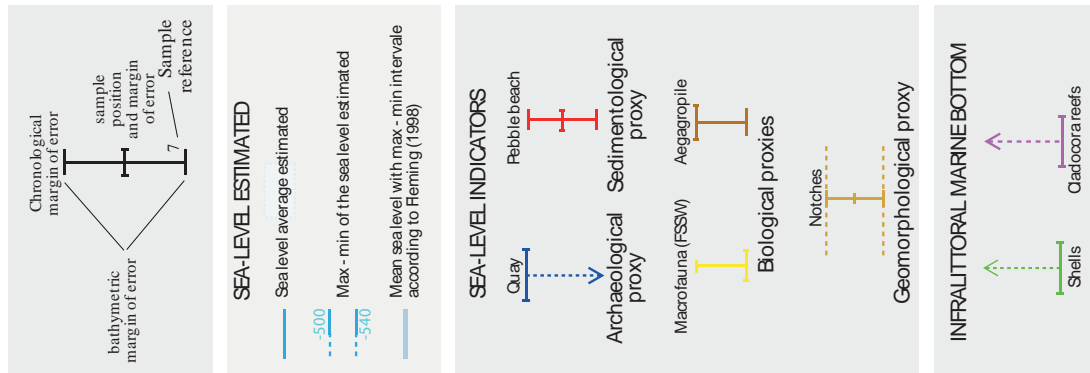 Chronological
margin of error
sample
position
and margin
of error
Sample
reference
7
bathymetric
margin of error
SEA-LEVEL ESTIMATED
Sea level average estimated
-500
Max - min of the sea level estimated
-540
Mean sea level with max - min intervale
according to Fleming (1998)
SEA-LEVEL INDICATORS
Quay
Pebble beach
Archaeological
proxy
Sedimentological
proxy
Macrofauna (FSSW)
Aegagropile
Biological proxies
Notches
Geomorphological proxy
INFRALITTORAL MARINE BOTTOM
Shells
Cladocora reefs